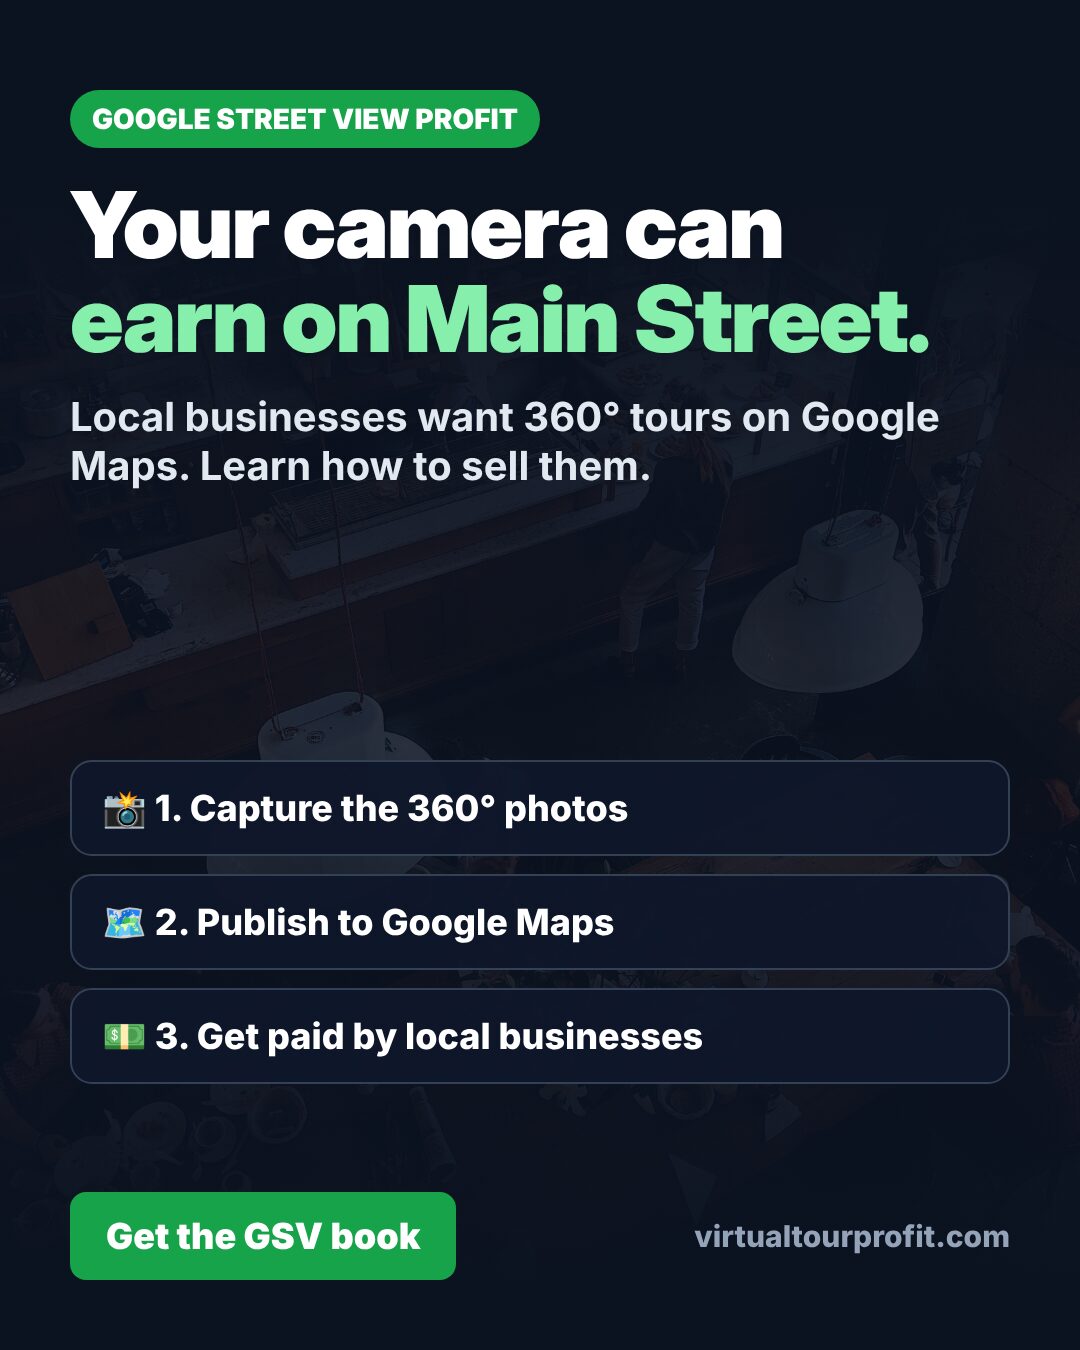 GOOGLE STREET VIEW PROFIT
Your camera can
earn on Main Street.
Local businesses want 360° tours on Google
Maps. Learn how to sell them.
📸 1. Capture the 360° photos
🗺️ 2. Publish to Google Maps
💵 3. Get paid by local businesses
Get the GSV book
virtualtourprofit.com